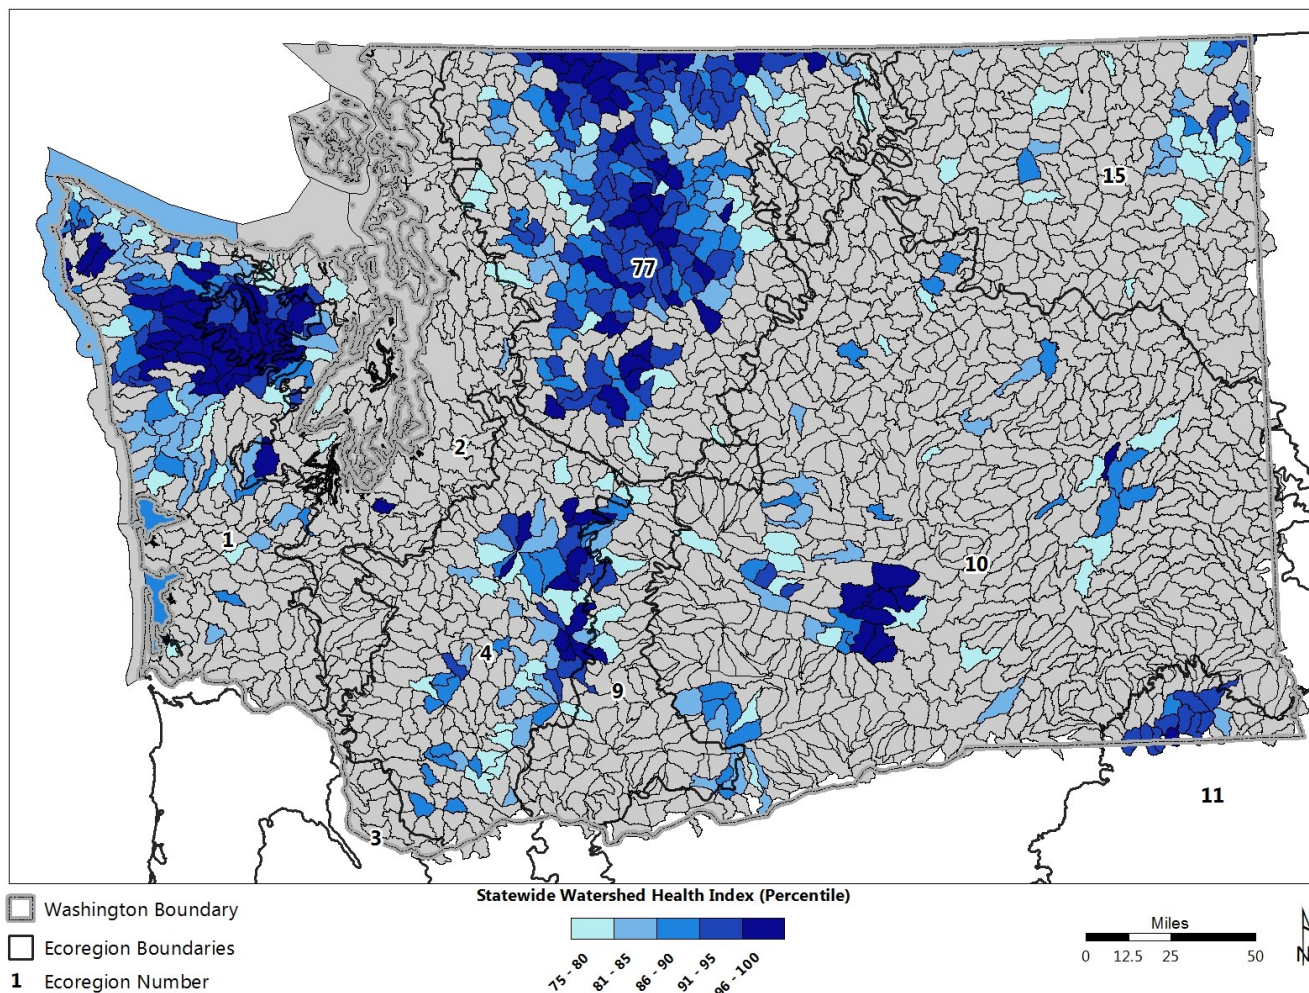 15
77
2
1
10
4
9
11
3
Statewide Watershed Health Index (Percentile)
75 - 80
81 - 85
86 - 90
91 - 95
96 - 100
Washington Boundary
Ecoregion Boundaries
1 Ecoregion Number
Miles
0 12.5 25 50
N